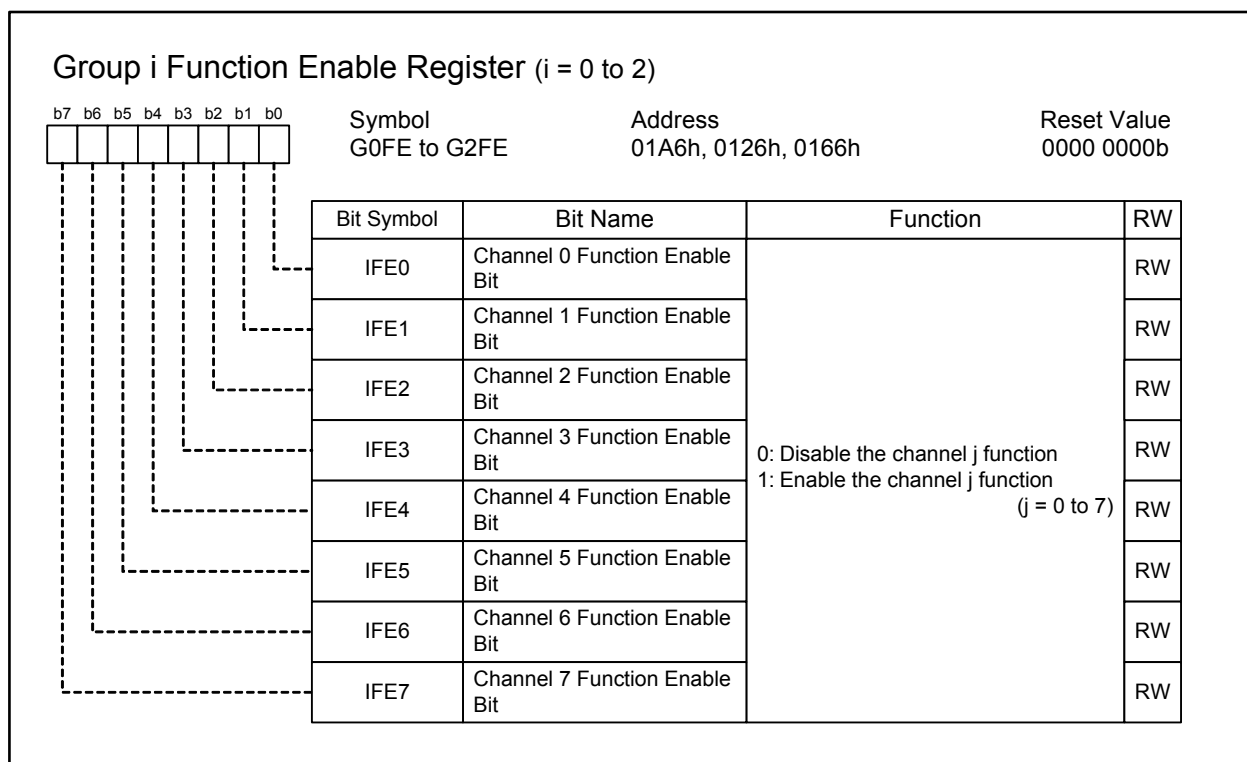 Group i Function Enable Register (i = 0 to 2)
b7 b6 b5 b4 b3 b2 b1 b0
Symbol Address Reset Value
G0FE to G2FE 01A6h, 0126h, 0166h 0000 0000b
Bit Symbol Bit Name Function RW
IFE0 Channel 0 Function Enable Bit RW
IFE1 Channel 1 Function Enable Bit RW
IFE2 Channel 2 Function Enable Bit RW
IFE3 Channel 3 Function Enable Bit RW
0: Disable the channel j function
1: Enable the channel j function
(j = 0 to 7)
IFE4 Channel 4 Function Enable Bit RW
IFE5 Channel 5 Function Enable Bit RW
IFE6 Channel 6 Function Enable Bit RW
IFE7 Channel 7 Function Enable Bit RW